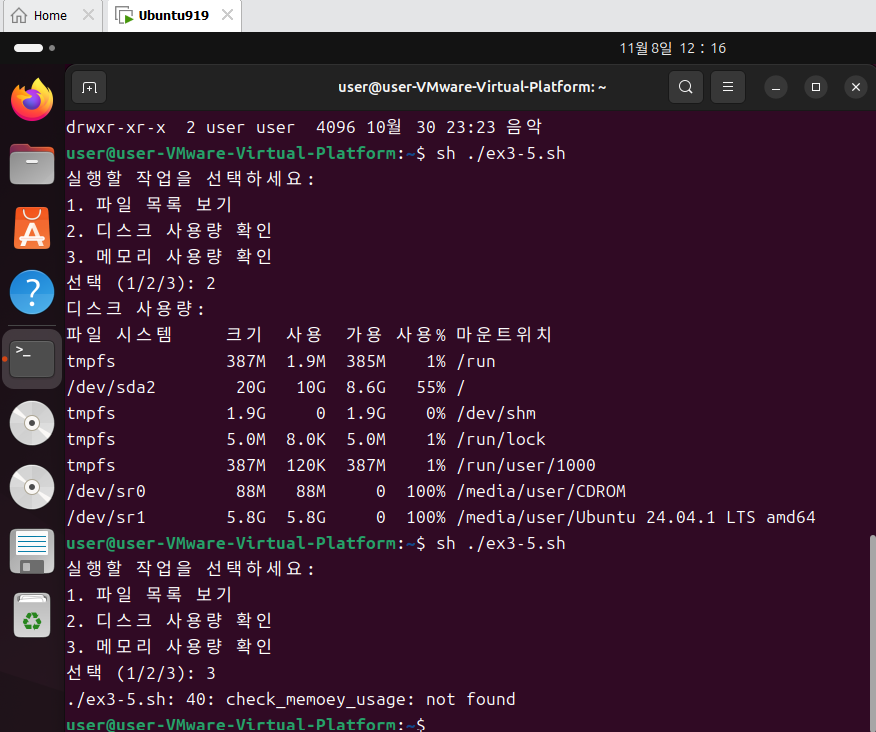 Home
Ubuntu919
11월 8일 12 : 16
user@user-VMware-Virtual-Platform: ~
drwxr-xr-x  2 user user  4096 10월  30 23:23 음악
user@user-VMware-Virtual-Platform:~$ sh ./ex3-5.sh
실행할 작업을 선택하세요:
1. 파일 목록 보기
2. 디스크 사용량 확인
3. 메모리 사용량 확인
선택 (1/2/3): 2
디스크 사용량:
파일 시스템     크기  사용  가용 사용% 마운트위치
tmpfs           387M  1.9M  385M    1% /run
/dev/sda2        20G   10G  8.6G   55% /
tmpfs           1.9G     0  1.9G    0% /dev/shm
tmpfs           5.0M  8.0K  5.0M    1% /run/lock
tmpfs           387M  120K  387M    1% /run/user/1000
/dev/sr0         88M   88M     0  100% /media/user/CDROM
/dev/sr1        5.8G  5.8G     0  100% /media/user/Ubuntu 24.04.1 LTS amd64
user@user-VMware-Virtual-Platform:~$ sh ./ex3-5.sh
실행할 작업을 선택하세요:
1. 파일 목록 보기
2. 디스크 사용량 확인
3. 메모리 사용량 확인
선택 (1/2/3): 3
./ex3-5.sh: 40: check_memoey_usage: not found
user@user-VMware-Virtual-Platform:~$